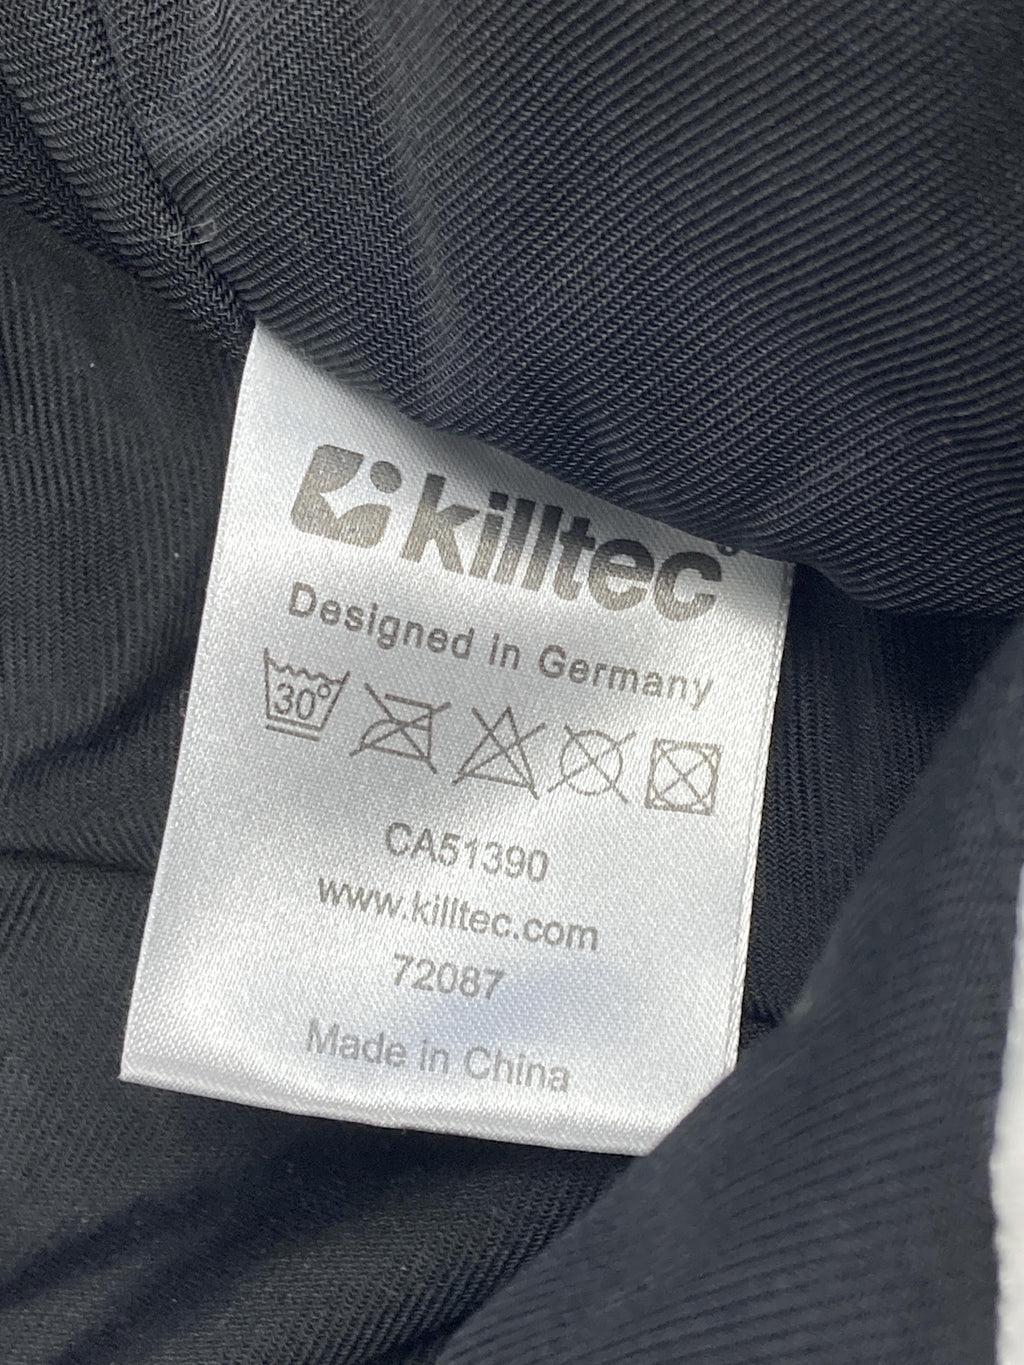 killtec
Designed in Germany
30°
CA51390
www.killtec.com
72087
Made in China